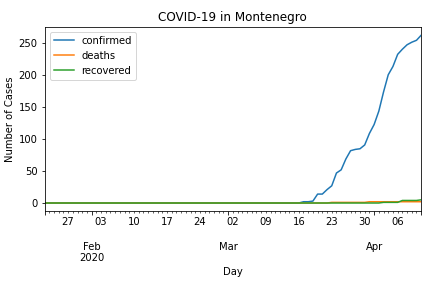 COVID-19 in Montenegro
confirmed
deaths
recovered
Number of Cases
250
200
150
100
50
0
27 03 10 17 24 02 09 16 23 30 06
Feb Mar Apr
2020
Day